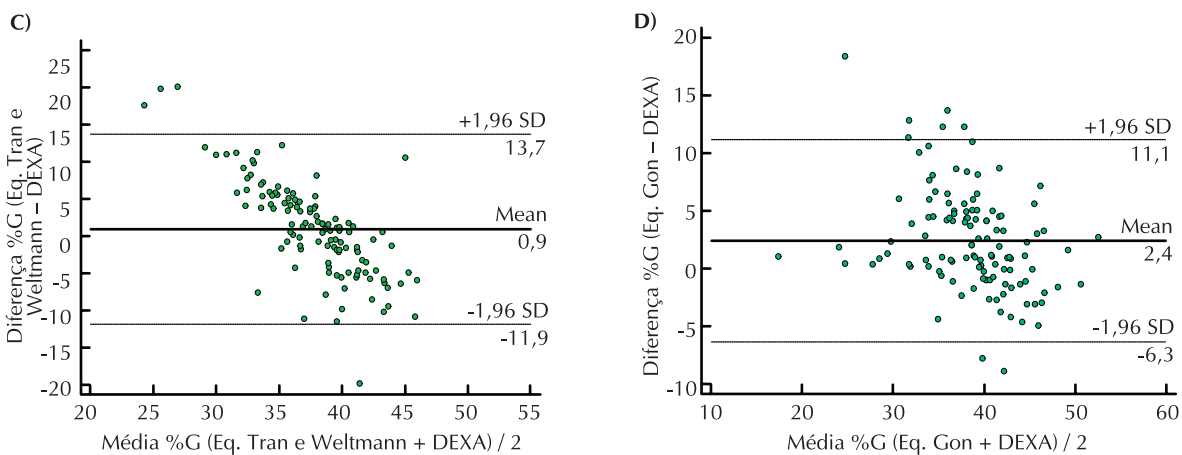 C)
Diferença %G (Eq. Tran e
Weltmann – DEXA)
25
20
15
10
5
0
-5
-10
-15
-20
+1,96 SD
13,7
Mean
0,9
-1,96 SD
-11,9
20 25 30 35 40 45 50 55
Média %G (Eq. Tran e Weltmann + DEXA) / 2
D)
Diferença %G (Eq. Gon – DEXA)
20
15
10
5
0
-5
-10
+1,96 SD
11,1
Mean
2,4
-1,96 SD
-6,3
10 20 30 40 50 60
Média %G (Eq. Gon + DEXA) / 2